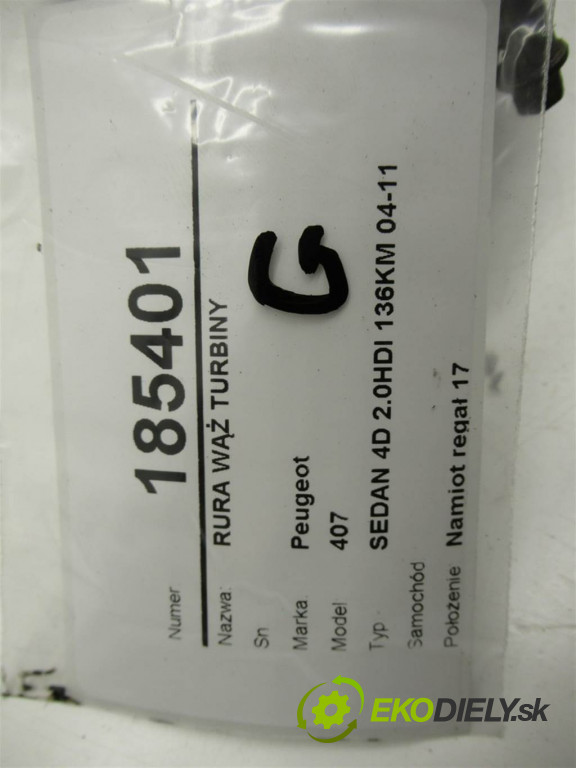 Numer 185401
Nazwa: RURA WĄŻ TURBINY
Sn
G
Marka Peugeot
Model 407
Typ SEDAN 4D 2.0HDI 136KM 04-11
Samochód
Położenie Namiot regał 17
EKODIELY.sk